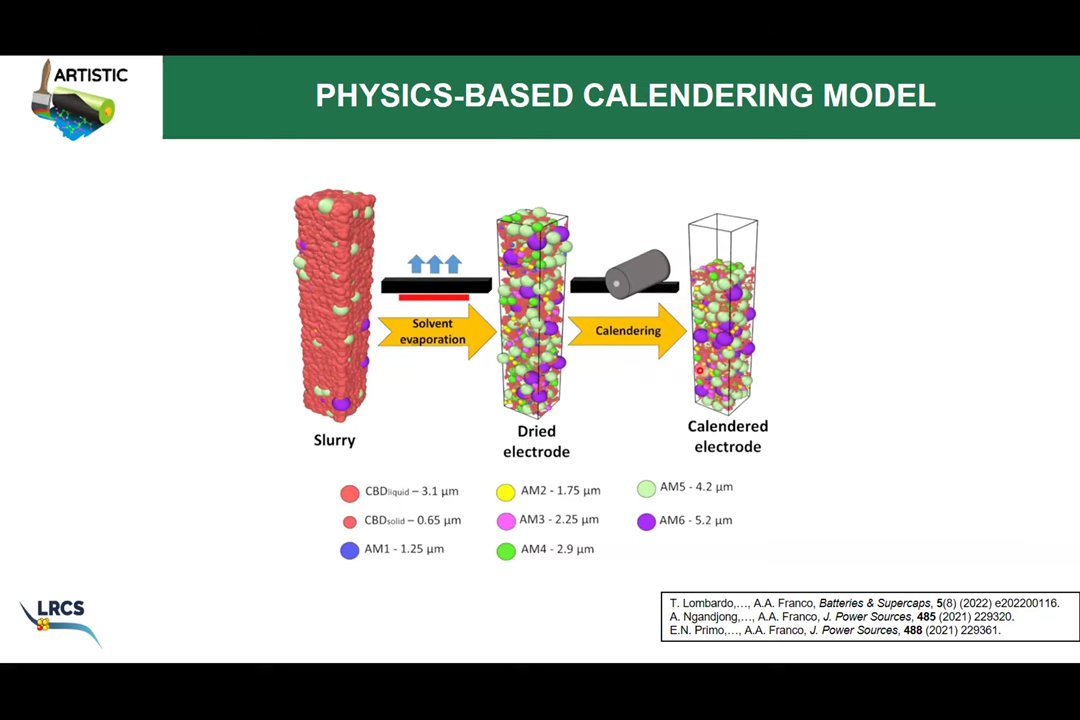 ARTISTIC
PHYSICS-BASED CALENDERING MODEL
Solvent
evaporation
Calendering
Slurry
Dried
electrode
Calendered
electrode
CBDliquid – 3.1 µm
AM2 - 1.75 µm
AM5 - 4.2 µm
CBDsolid – 0.65 µm
AM3 - 2.25 µm
AM6 - 5.2 µm
AM1 - 1.25 µm
AM4 - 2.9 µm
LRCS
T. Lombardo,…, A.A. Franco, Batteries & Supercaps, 5(8) (2022) e202200116.
A. Ngandjong,…, A.A. Franco, J. Power Sources, 485 (2021) 229320.
E.N. Primo,…, A.A. Franco, J. Power Sources, 488 (2021) 229361.